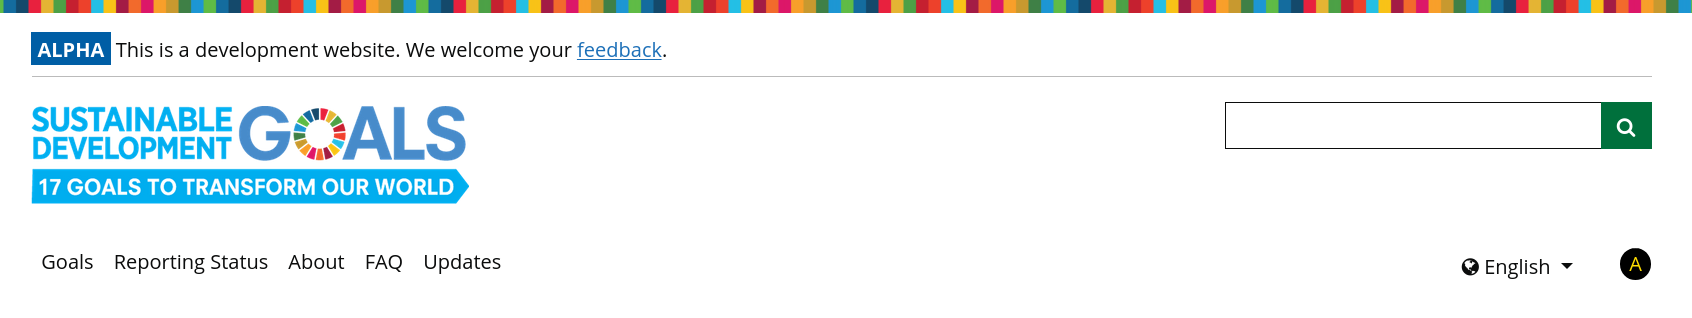 ALPHA This is a development website. We welcome your feedback.
SUSTAINABLE
DEVELOPMENT GOALS
17 GOALS TO TRANSFORM OUR WORLD
Goals Reporting Status About FAQ Updates
English
A